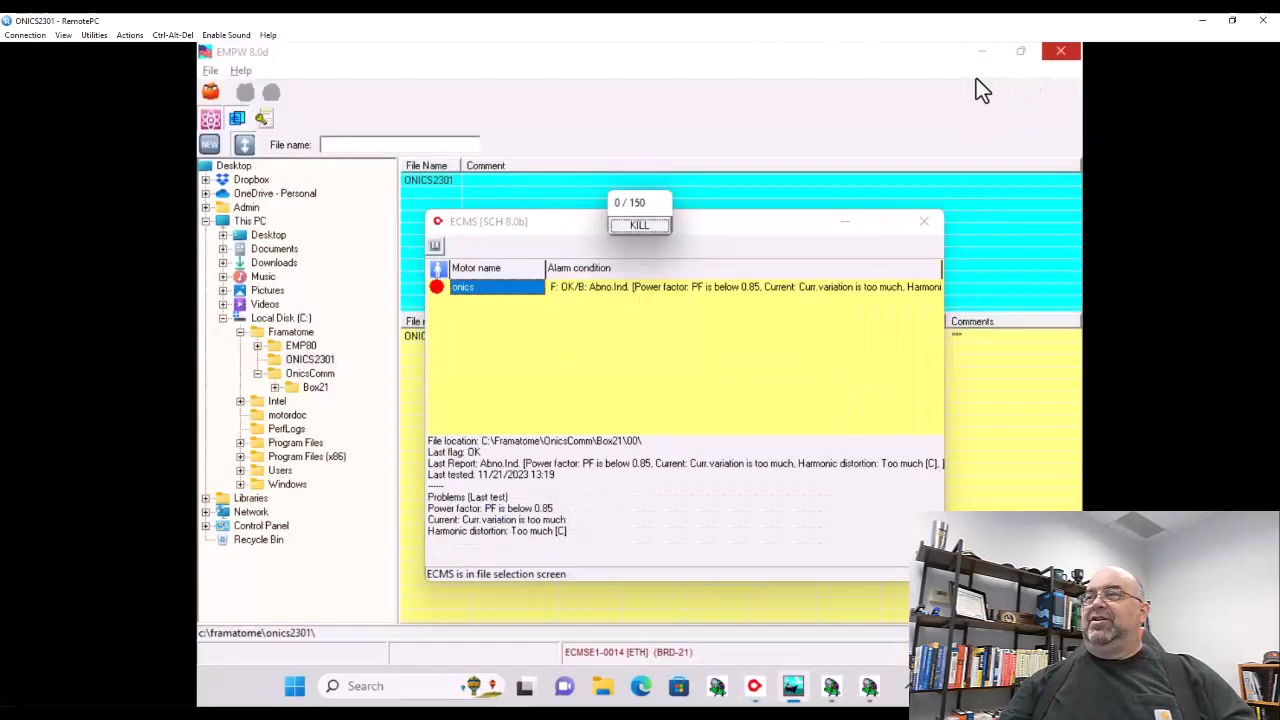 ONICS2301 - RemotePC
Connection View Utilities Actions Ctrl-Alt-Del Enable Sound Help
EMPW 8.0d
File Help
NEW File name:
Desktop
Dropbox
OneDrive - Personal
Admin
This PC
Desktop
Documents
Downloads
Music
Pictures
Videos
Local Disk (C:)
Framatome
EMP80
ONICS2301
OnicsComm
Box21
Intel
motordoc
PerfLogs
Program Files
Program Files (x86)
Users
Windows
Libraries
Network
Control Panel
Recycle Bin
File Name Comment
ONICS2301
0 / 150
KILL
ECMS [SCH 8.0b]
Motor name Alarm condition
onics F: OK/B: Abno.Ind. [Power factor: PF is below 0.85, Current: Curr.variation is too much, Harmoni
Comments
ONIC ***
File location: C:\Framatome\OnicsComm\Box21\00\
Last flag: OK
Last Report: Abno.Ind. [Power factor: PF is below 0.85, Current: Curr.variation is too much, Harmonic distortion: Too much [C], ]
Last tested: 11/21/2023 13:19
------
Problems (Last test)
Power factor: PF is below 0.85
Current: Curr.variation is too much
Harmonic distortion: Too much [C]
ECMS is in file selection screen
c:\framatome\onics2301\
ECMSE1-0014 [ETH] (BRD-21)
Search